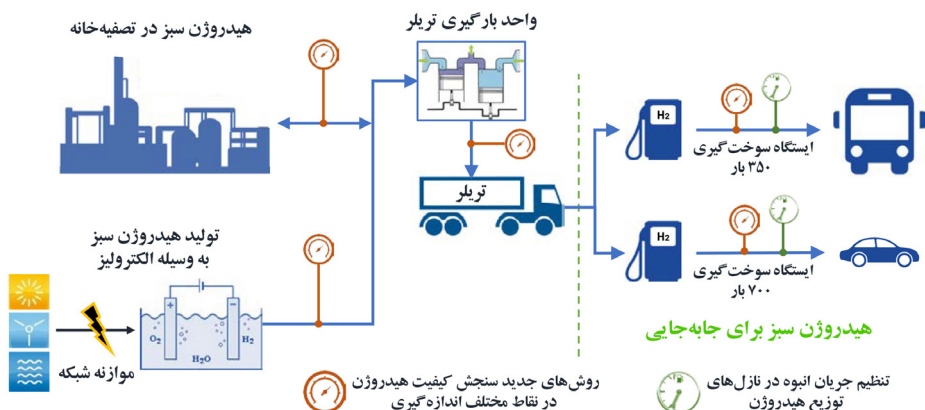 هیدروژن سبز در تصفیه‌خانه
واحد بارگیری تریلر
H₂
ایستگاه سوخت‌گیری
۳۵۰ بار
تریلر
تولید هیدروژن سبز
به وسیله الکترولیز
H₂
ایستگاه سوخت‌گیری
۷۰۰ بار
+
−
O₂
H₂
H₂O
موازنه شبکه
هیدروژن سبز برای جابه‌جایی
روش‌های جدید سنجش کیفیت هیدروژن
در نقاط مختلف اندازه‌گیری
تنظیم جریان انبوه در نازل‌های
توزیع هیدروژن